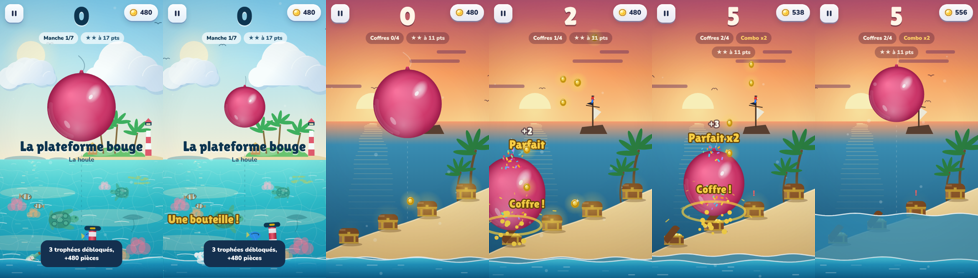 0
480
Manche 1/7
★★ à 17 pts
La plateforme bouge
La houle
3 trophées débloqués,
+480 pièces
0
480
Manche 1/7
★★ à 17 pts
La plateforme bouge
La houle
Une bouteille !
3 trophées débloqués,
+480 pièces
0
480
Coffres 0/4
★★ à 11 pts
2
480
Coffres 1/4
★★ à 11 pts
+2
Parfait
Coffre !
5
538
Coffres 2/4
Combo x2
★★ à 11 pts
+3
Parfait x2
Coffre !
5
556
Coffres 2/4
Combo x2
★★ à 11 pts